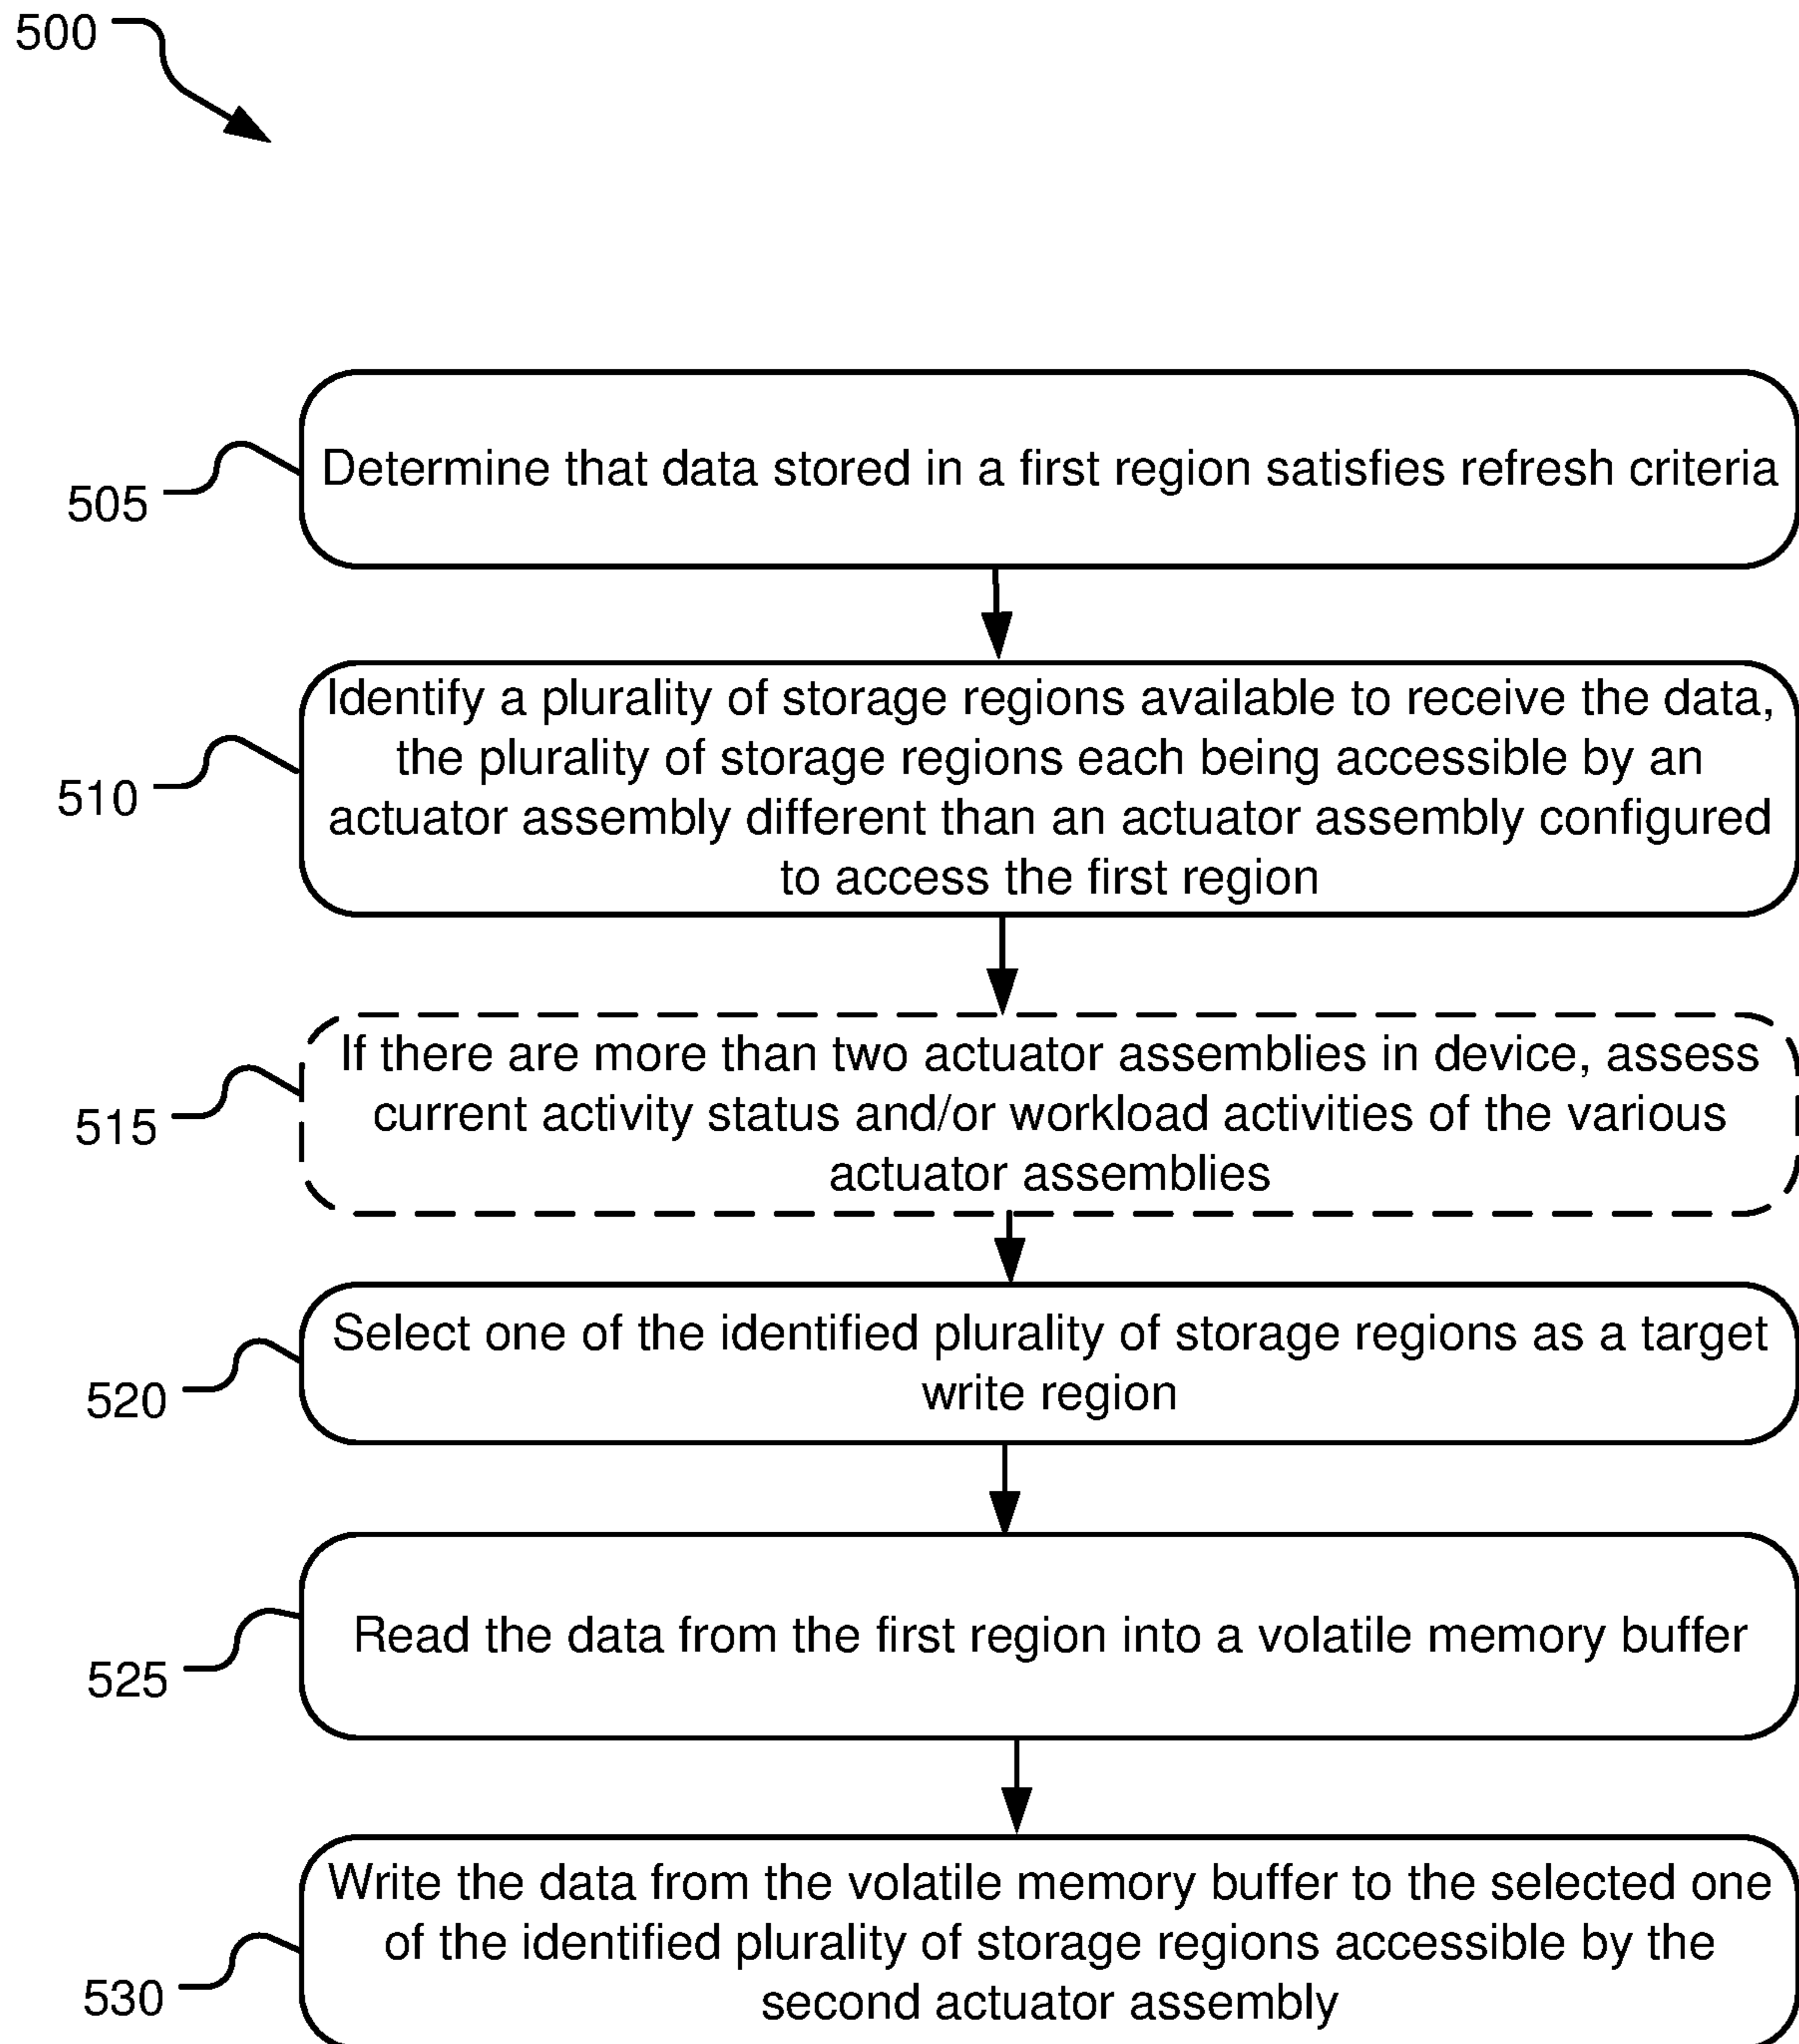 500
505
Determine that data stored in a first region satisfies refresh criteria
510
Identify a plurality of storage regions available to receive the data,
the plurality of storage regions each being accessible by an
actuator assembly different than an actuator assembly configured
to access the first region
515
If there are more than two actuator assemblies in device, assess
current activity status and/or workload activities of the various
actuator assemblies
520
Select one of the identified plurality of storage regions as a target
write region
525
Read the data from the first region into a volatile memory buffer
530
Write the data from the volatile memory buffer to the selected one
of the identified plurality of storage regions accessible by the
second actuator assembly